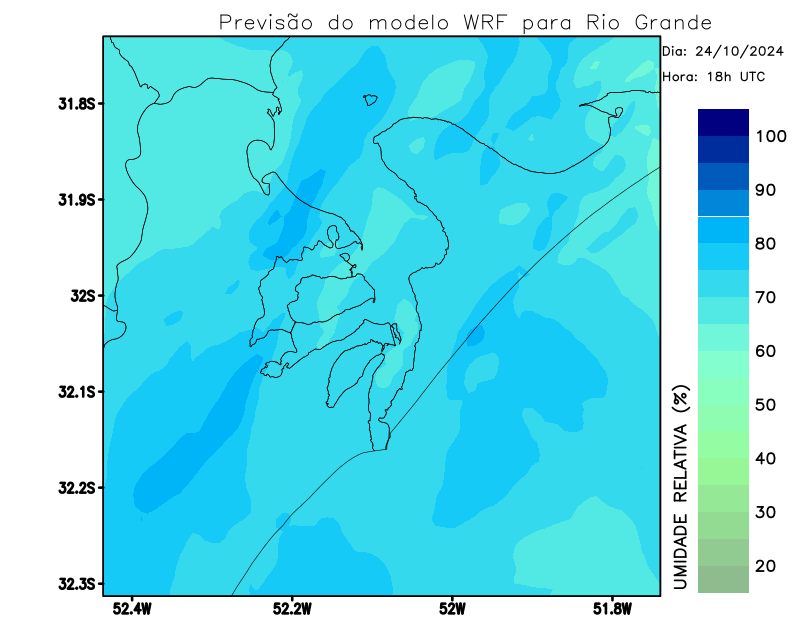 Previsão do modelo WRF para Rio Grande
Dia: 24/10/2024
Hora: 18h UTC
31.8S
31.9S
32S
32.1S
32.2S
32.3S
52.4W
52.2W
52W
51.8W
100
90
80
70
60
50
40
30
20
UMIDADE RELATIVA (%)